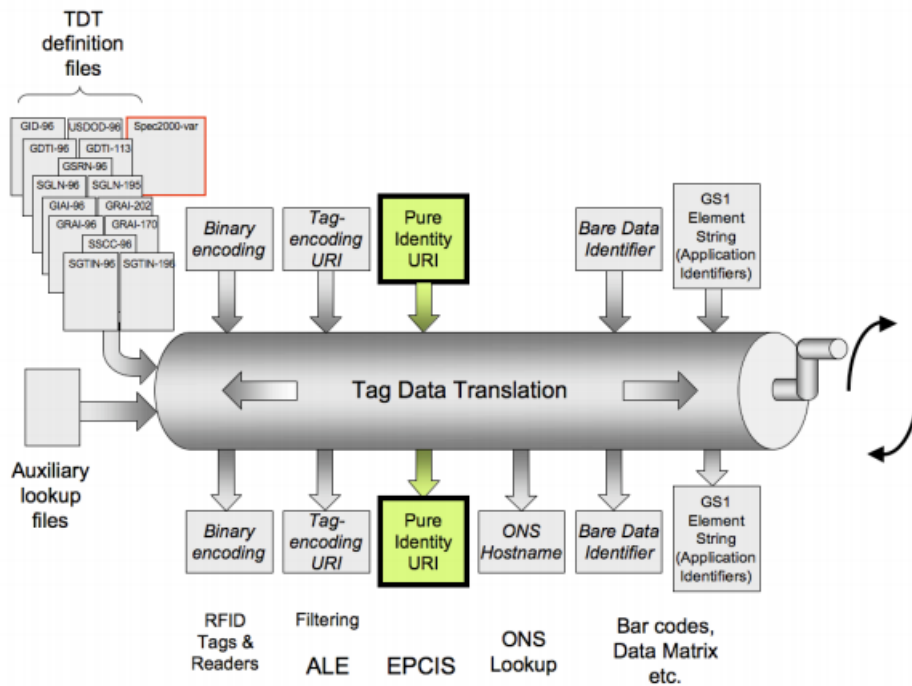 TDT
definition
files
GID-96
USDOD-96
Spec2000-var
GDTI-96
GDTI-113
GSRN-96
SGLN-96
SGLN-195
GIAI-96
GRAI-202
GRAI-96
GRAI-170
SSCC-96
SGTIN-96
SGTIN-196
Binary
encoding
Tag-
encoding
URI
Pure
Identity
URI
Bare Data
Identifier
GS1
Element
String
(Application
Identifiers)
Tag Data Translation
Auxiliary
lookup
files
Binary
encoding
Tag-
encoding
URI
Pure
Identity
URI
ONS
Hostname
Bare Data
Identifier
GS1
Element
String
(Application
Identifiers)
RFID
Tags &
Readers
Filtering
ALE
EPCIS
ONS
Lookup
Bar codes,
Data Matrix
etc.